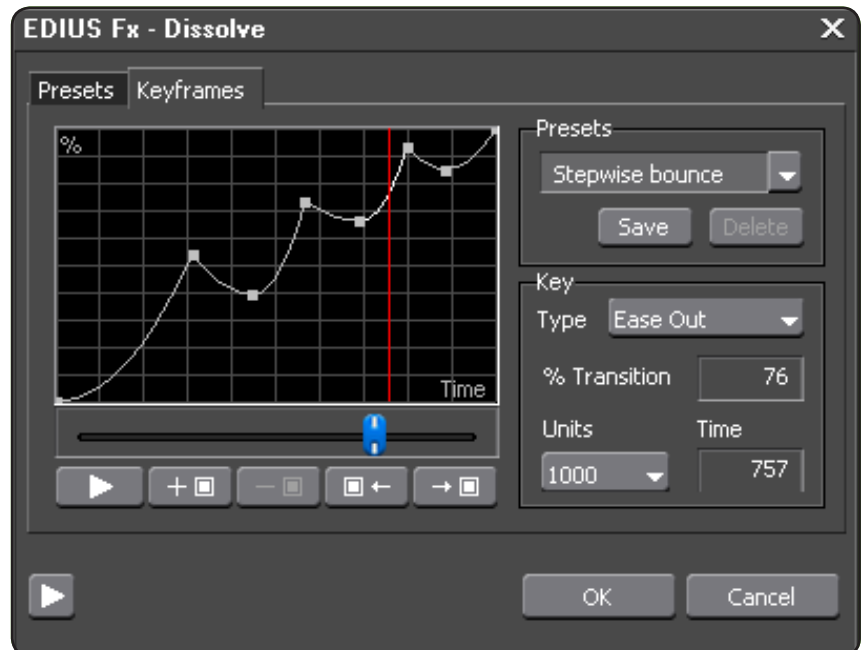 EDIUS Fx - Dissolve
Presets Keyframes
%
Time
Presets
Stepwise bounce
Save Delete
Key
Type Ease Out
% Transition 76
Units Time
1000 757
OK Cancel